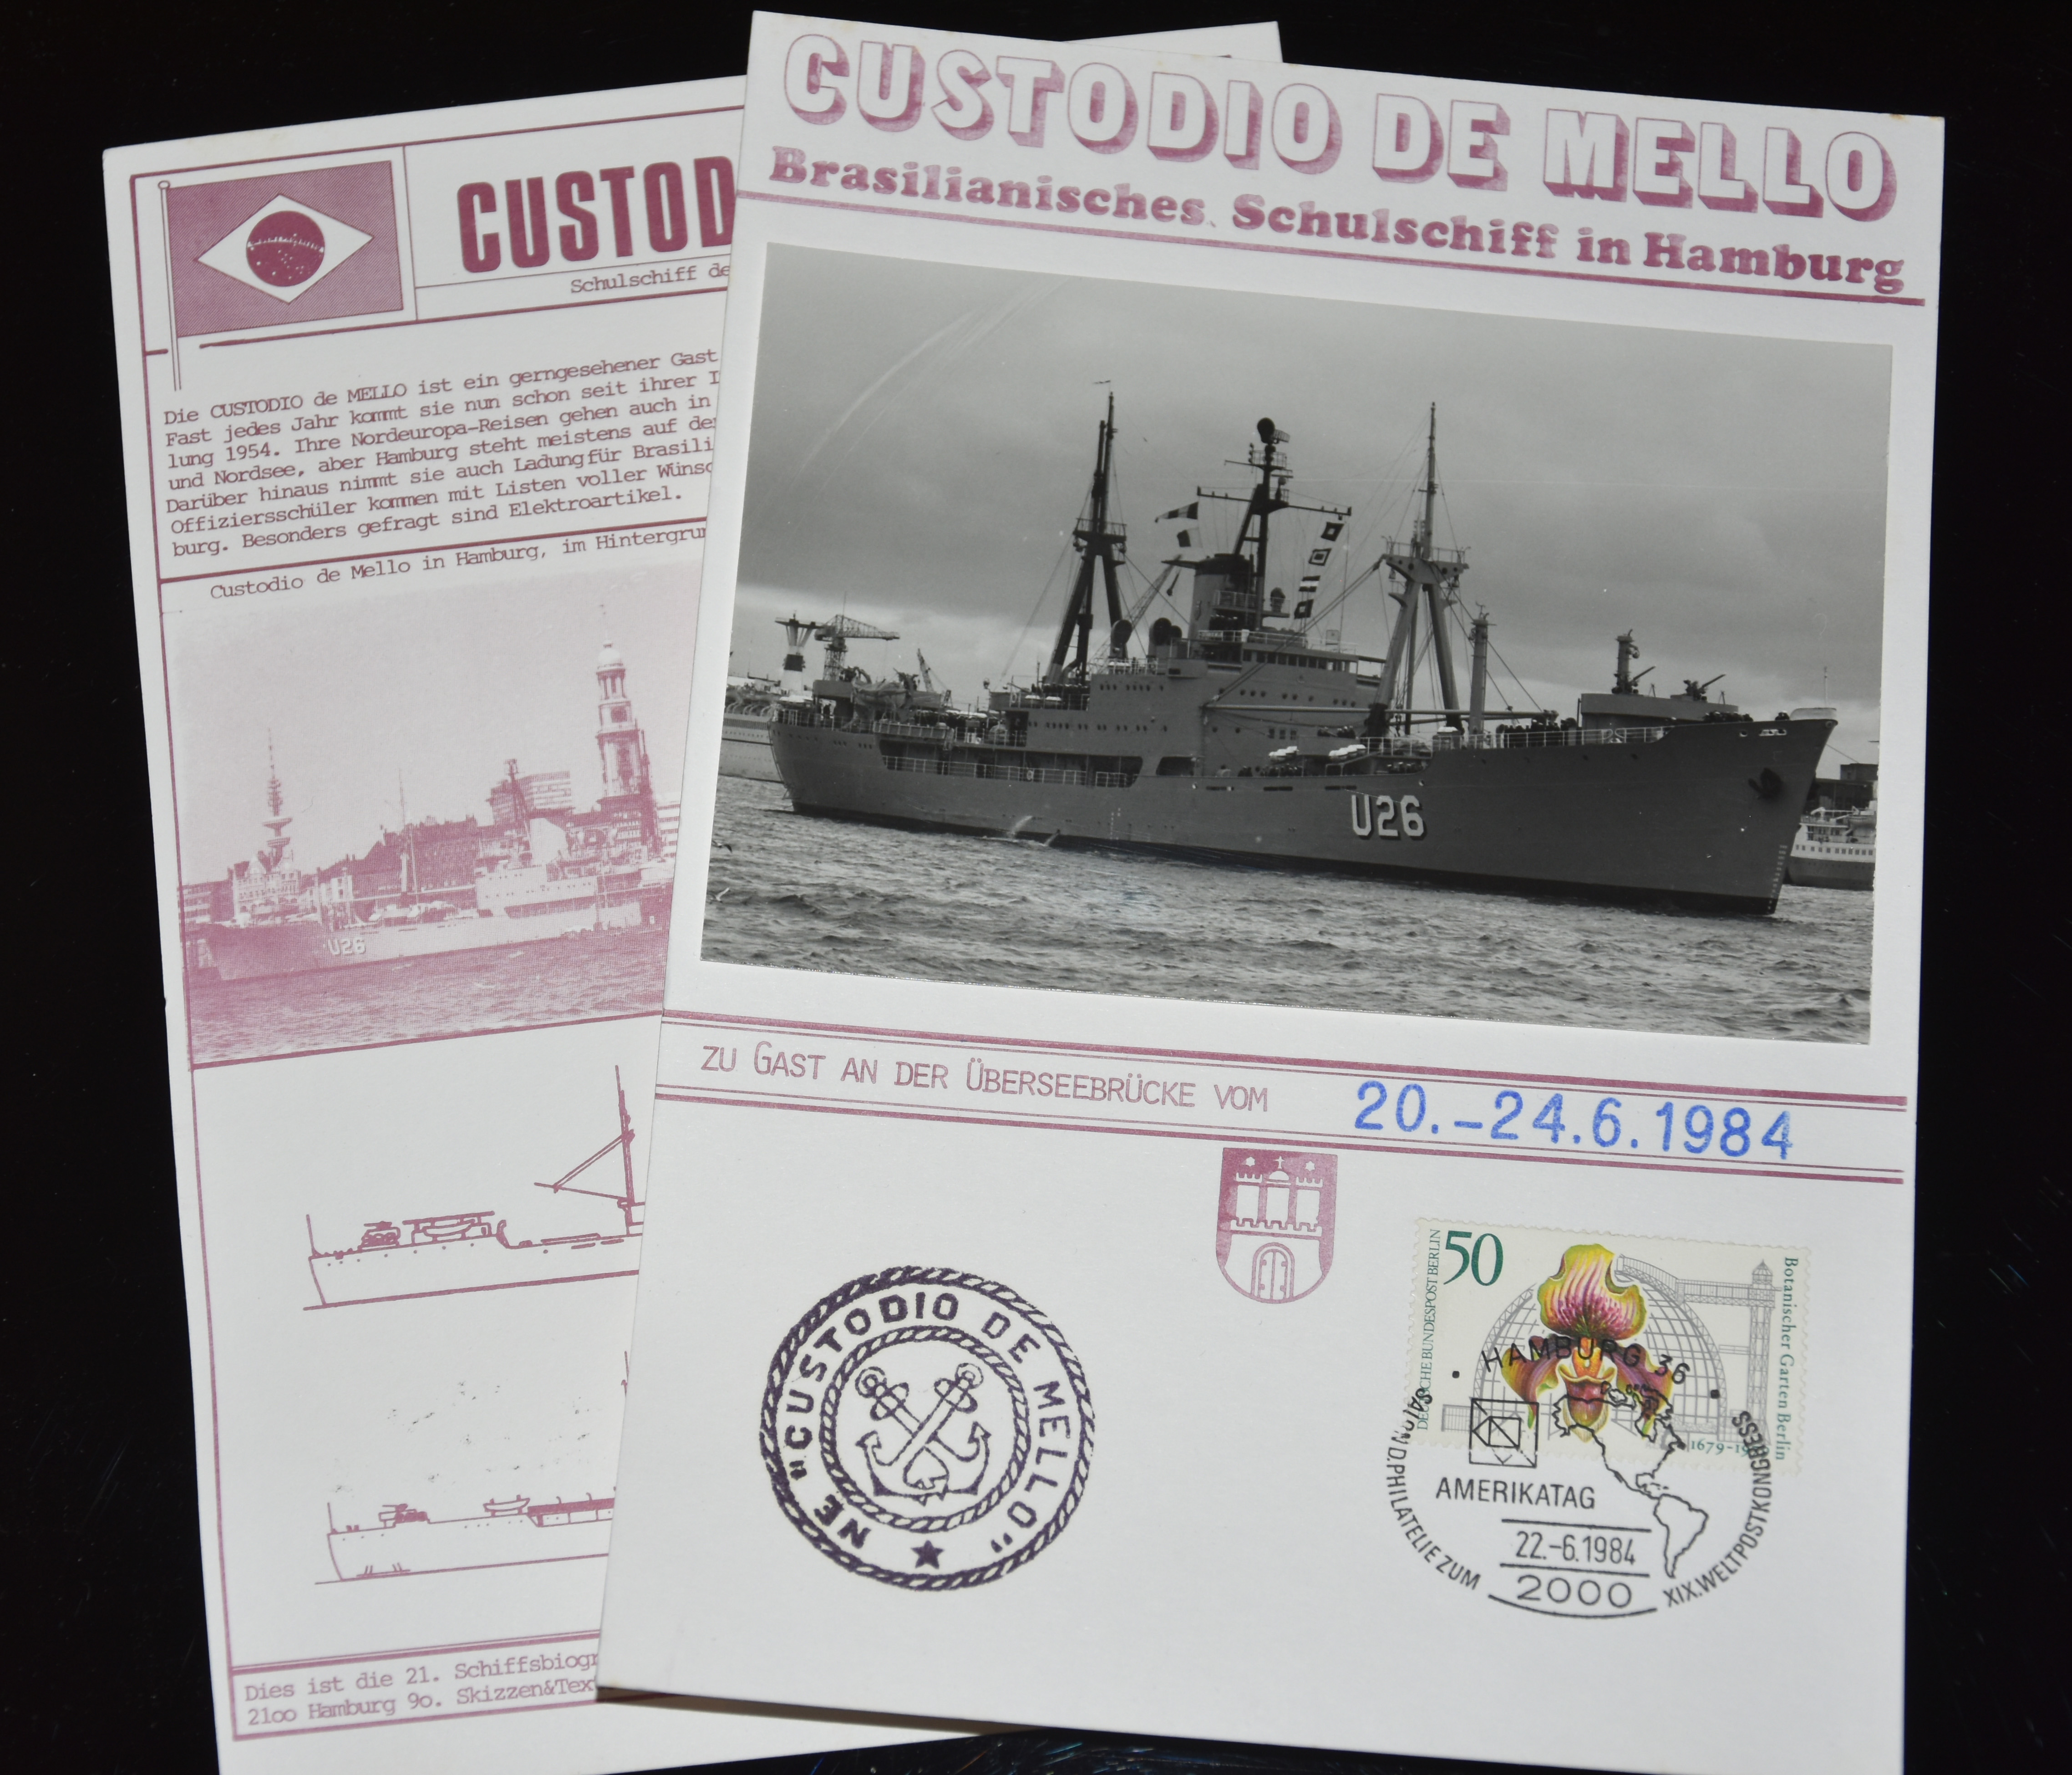 CUSTOD
Schulschiff de
Die CUSTODIO de MELLO ist ein gerngesehener Gast
Fast jedes Jahr kommt sie nun schon seit ihrer I
lung 1954. Ihre Nordeuropa-Reisen gehen auch in
und Nordsee, aber Hamburg steht meistens auf de
Darüber hinaus nimmt sie auch Ladung für Brasili
Offiziersschüler kommen mit Listen voller Wünsc
burg. Besonders gefragt sind Elektroartikel.
Custodio de Mello in Hamburg, im Hintergrun
U26
Dies ist die 21. Schiffsbiogr
21oo Hamburg 9o. Skizzen&Tex
CUSTODIO DE MELLO
Brasilianisches Schulschiff in Hamburg
U26
ZU GAST AN DER ÜBERSEEBRÜCKE VOM 20.-24.6.1984
NE "CUSTODIO DE MELLO"
50
DEUTSCHE BUNDESPOST BERLIN
Botanischer Garten Berlin
1679-1
HAMBURG 36
SALON D.PHILATELIE ZUM XIX.WELTPOSTKONGRESS
AMERIKATAG
22.-6.1984
2000